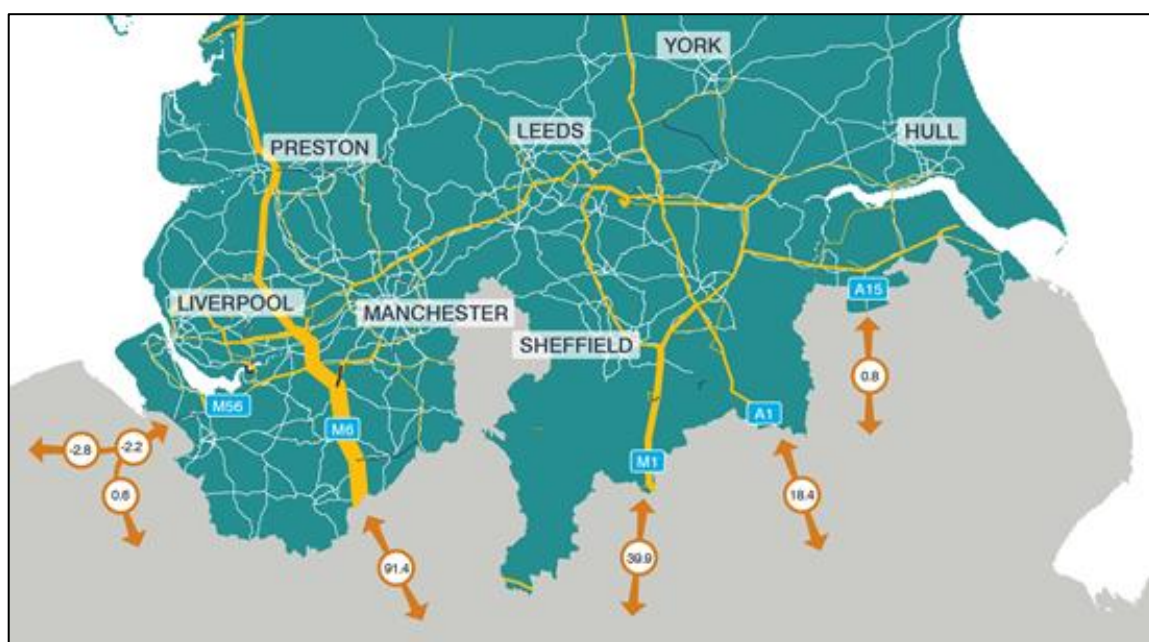 YORK
LEEDS
HULL
PRESTON
A15
LIVERPOOL
MANCHESTER
SHEFFIELD
0.8
M56
A1
M6
-2.8
-2.2
M1
0.6
18.4
39.9
91.4